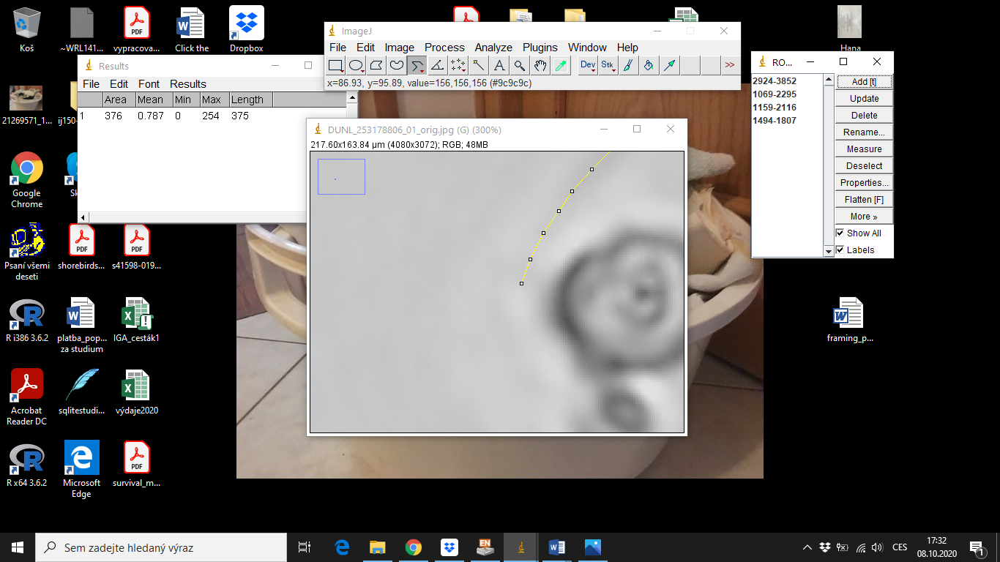 Koš
~WRL141...
vypracova...
Click the
Dropbox
Hana
21269571_1...
ij150-
Google
Chrome
Sk
Psaní všemi
deseti
shorebirds...
s41598-019...
R i386 3.6.2
platba_pop...
za studium
IGA_cesták1
Acrobat
Reader DC
sqlitestudi...
výdaje2020
R x64 3.6.2
Microsoft
Edge
survival_m...
framing_p...
PDF
PDF
PDF
PDF
Results
File Edit Font Results
Area Mean Min Max Length
1 376 0.787 0 254 375
ImageJ
File Edit Image Process Analyze Plugins Window Help
A Dev Stk >>
x=86.93, y=95.89, value=156,156,156 (#9c9c9c)
DUNL_253178806_01_orig.jpg (G) (300%)
217.60x163.84 µm (4080x3072); RGB; 48MB
RO...
2924-3852
1069-2295
1159-2116
1494-1807
Add [t]
Update
Delete
Rename...
Measure
Deselect
Properties...
Flatten [F]
More »
Show All
Labels
Sem zadejte hledaný výraz
EN
CES
17:32
08.10.2020
1